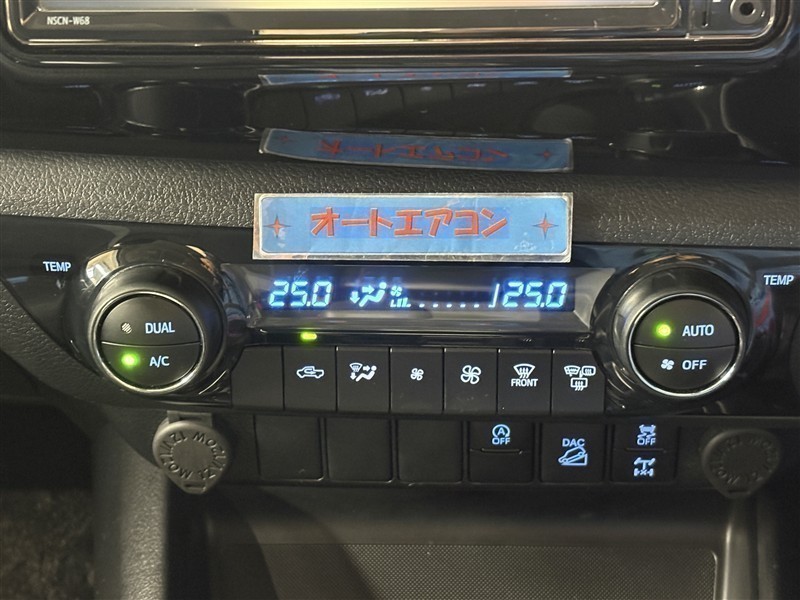 NSCN-W68
オートエアコン
TEMP
25.0
25.0
TEMP
DUAL
A/C
AUTO
OFF
FRONT
A
OFF
DAC
OFF